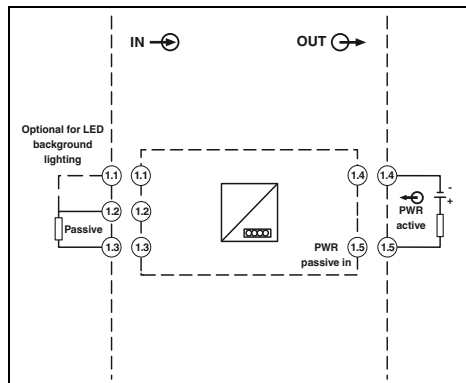 IN
OUT
Optional for LED
background
lighting
1.1
1.1
1.4
1.4
-
+
1.2
1.2
PWR
active
Passive
1.3
1.3
PWR
passive in
1.5
1.5